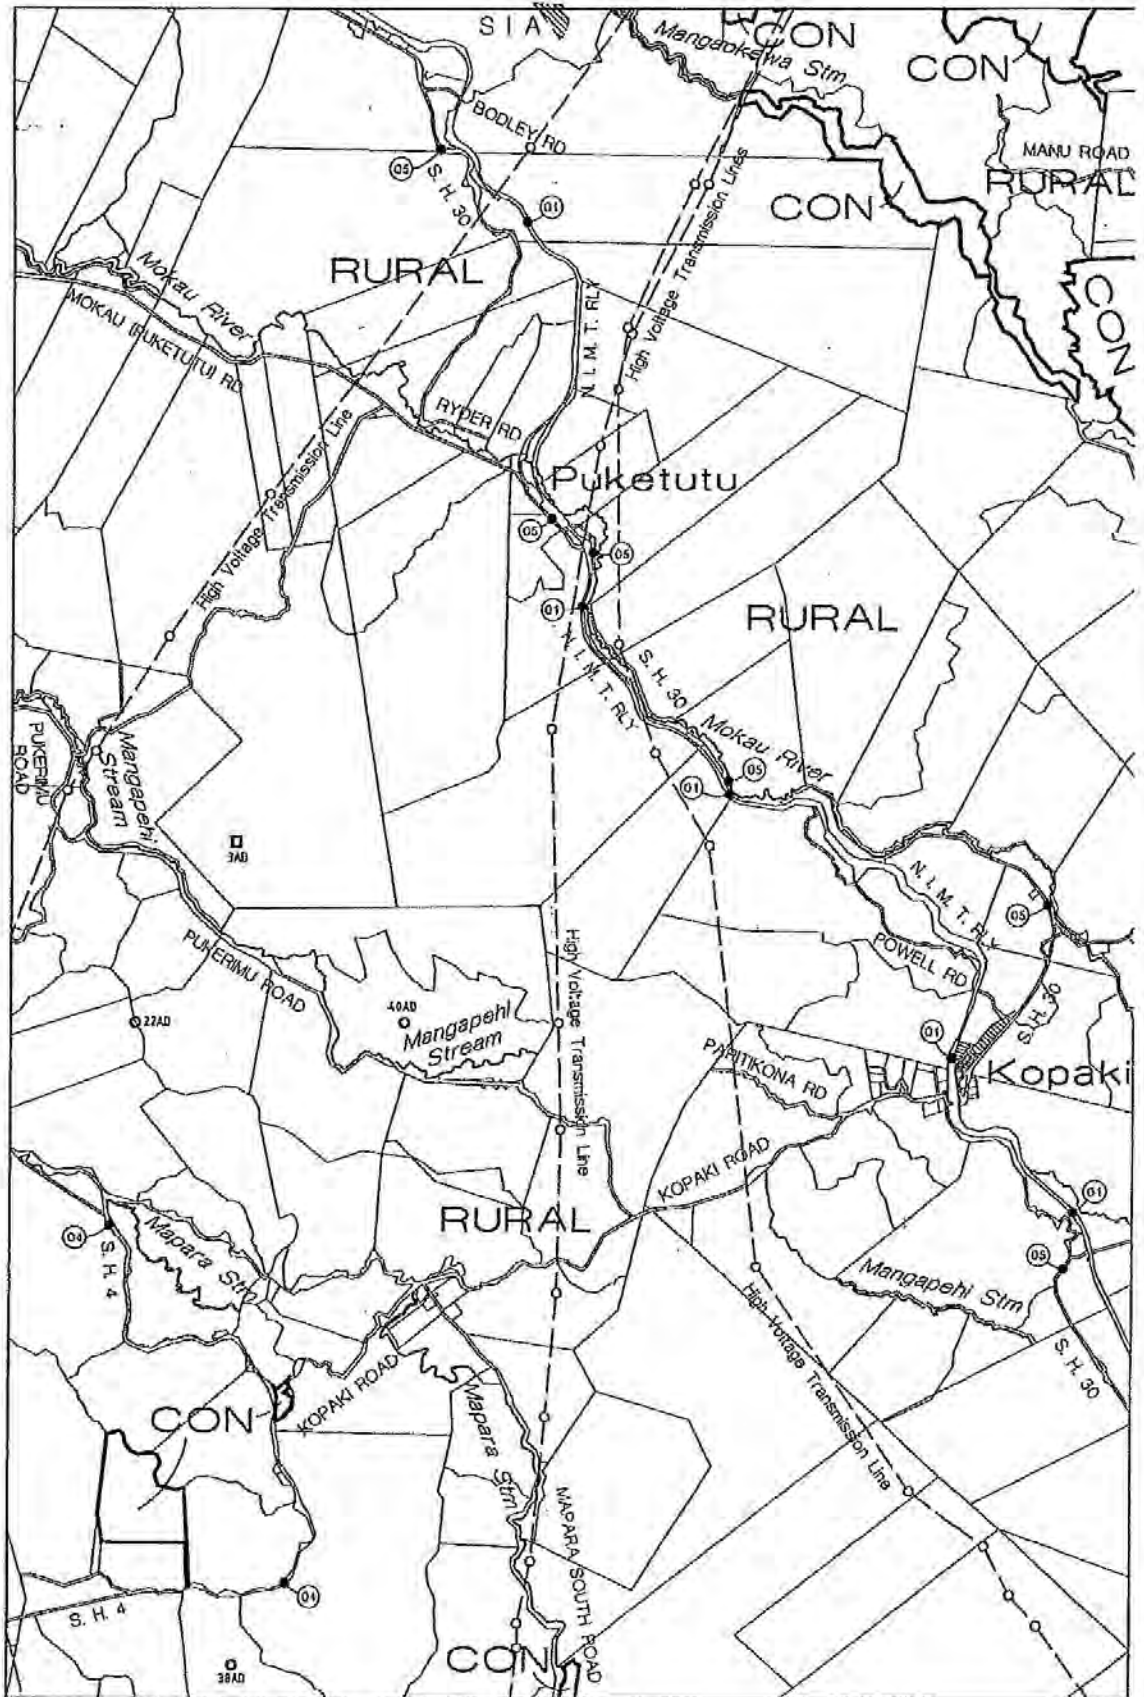 SIA
CON
Mangaokewa Stm
CON
BODLEY RD
MANU ROAD
05
S. H. 30
RURAL
CON
High Voltage Transmission Lines
01
Mokau River
RURAL
CON
MOKAU (PUKETUTU) RD
N. I. M. T. RLY
RYDER RD
High Voltage Transmission Line
Puketutu
05
05
01
RURAL
N. I. M. T. RLY
S. H. 30
Mokau River
PUKERIMU
ROAD
Mangapehi
Stream
05
01
3AD
N. I. M. T. RLY
05
PUKERIMU ROAD
High Voltage Transmission Line
POWELL RD
22AD
40AD
Mangapehi
Stream
S. H. 30
01
PAPITIKONA RD
Kopaki
KOPAKI ROAD
01
RURAL
04
S. H. 4
Mapara Stm
05
Mangapehi Stm
High Voltage Transmission Line
S. H. 30
KOPAKI ROAD
CON
Mapara Stm
MAPARA SOUTH ROAD
04
S. H. 4
CON
38AD